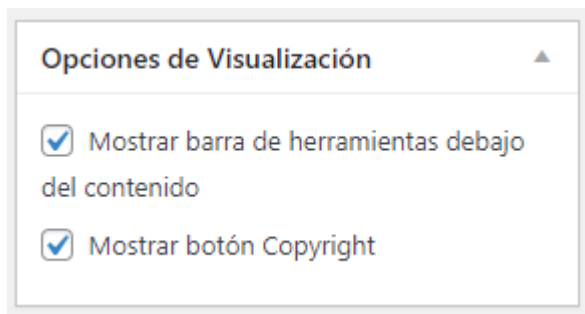 Opciones de Visualización
Mostrar barra de herramientas debajo
del contenido
Mostrar botón Copyright